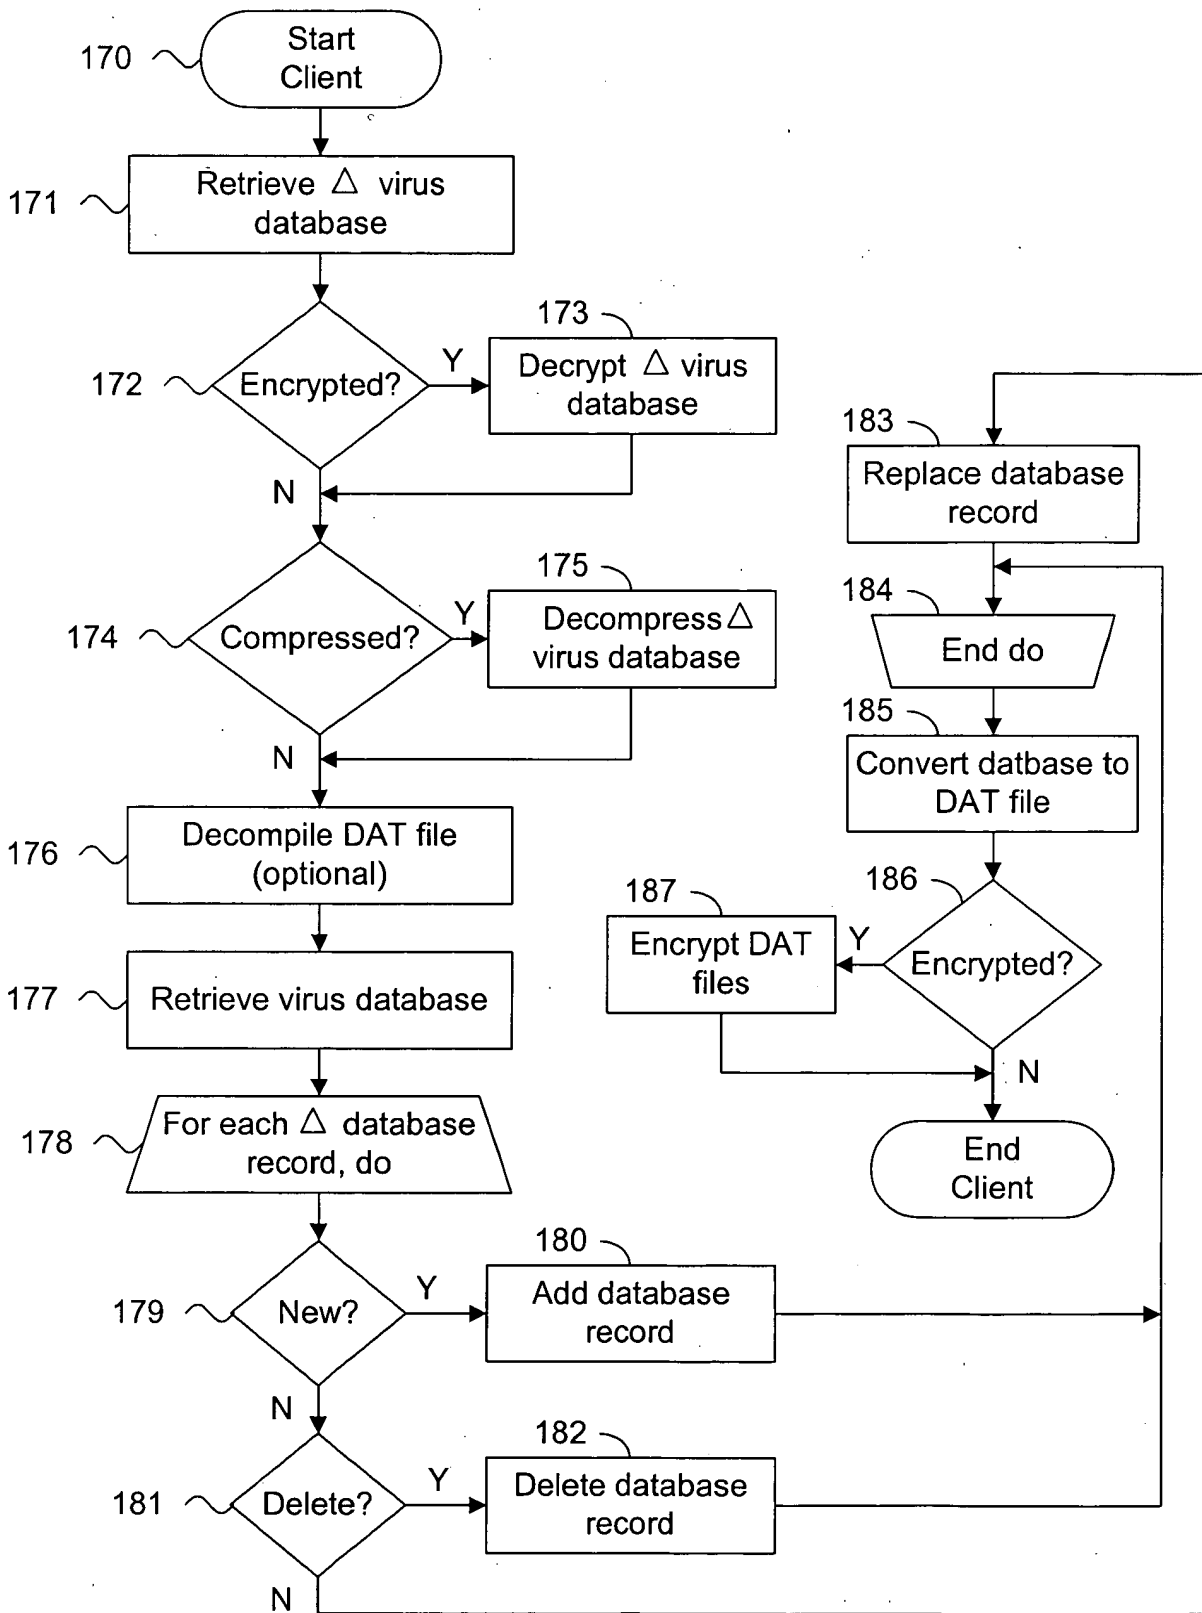 170
Start
Client
171
Retrieve △ virus
database
172
Encrypted?
Y
N
173
Decrypt △ virus
database
174
Compressed?
Y
N
175
Decompress △
virus database
176
Decompile DAT file
(optional)
177
Retrieve virus database
178
For each △ database
record, do
179
New?
Y
N
180
Add database
record
181
Delete?
Y
N
182
Delete database
record
183
Replace database
record
184
End do
185
Convert datbase to
DAT file
186
Encrypted?
Y
N
187
Encrypt DAT
files
End
Client